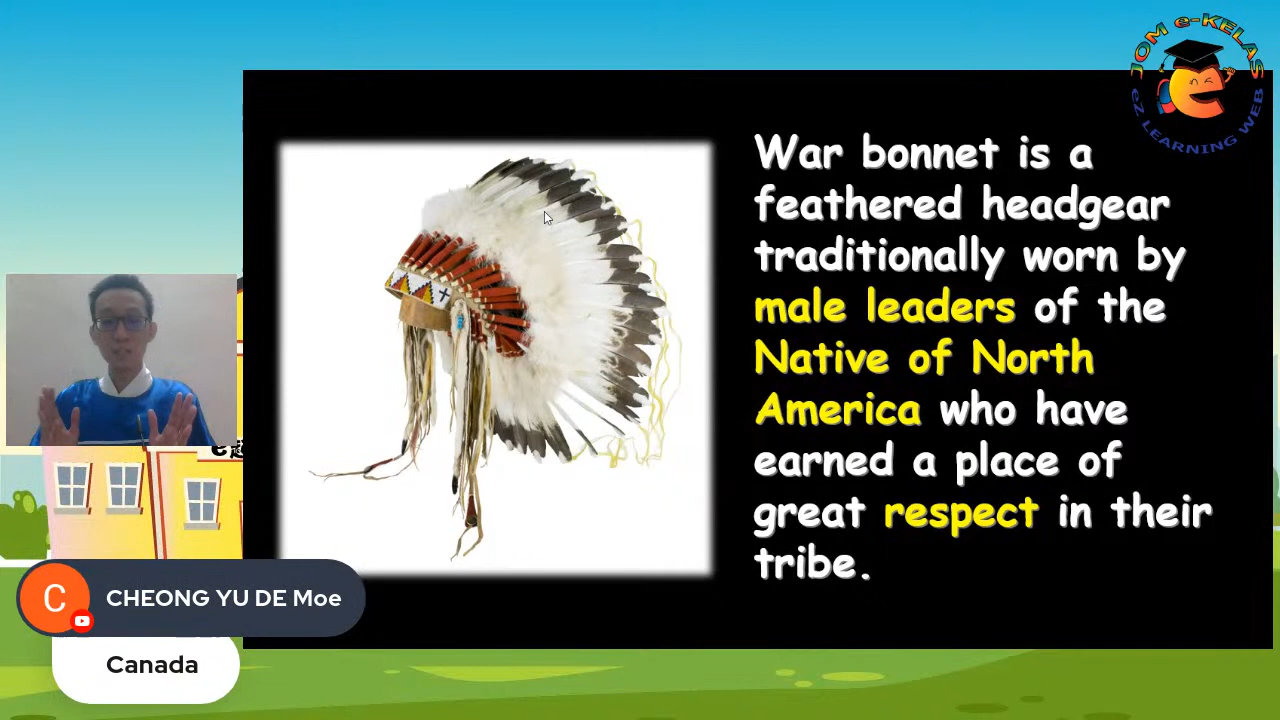 JOM e-KELAS
eZ LEARNING WEB
War bonnet is a
feathered headgear
traditionally worn by
male leaders of the
Native of North
America who have
earned a place of
great respect in their
tribe.
C
CHEONG YU DE Moe
Canada